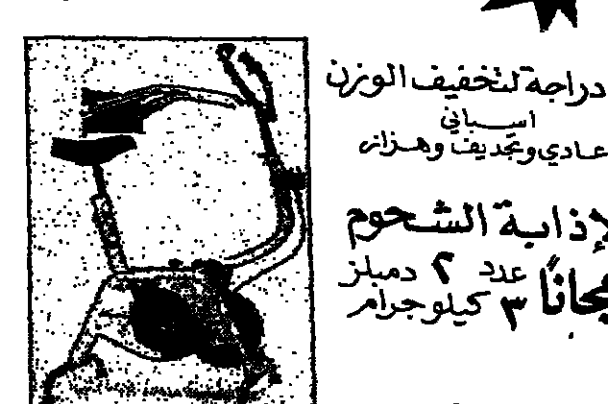 دراجة لتخفيف الوزن
اسباني
عادي وتجديف وهزاز
لإذابة الشحوم
مجاناً عدد ٢ دمبلز
٣ كيلوجرام